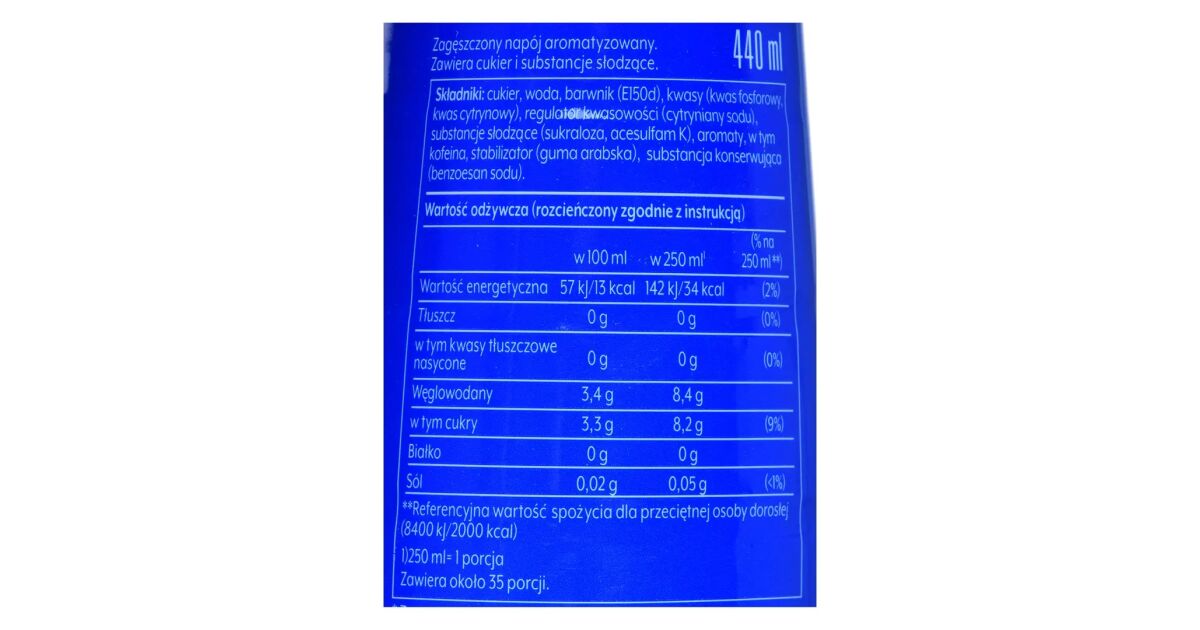 Zagęszczony napój aromatyzowany.
Zawiera cukier i substancje słodzące.
440 ml
Składniki: cukier, woda, barwnik (E150d), kwasy (kwas fosforowy,
kwas cytrynowy), regulator kwasowości (cytryniany sodu),
substancje słodzące (sukraloza, acesulfam K), aromaty, w tym
kofeina, stabilizator (guma arabska), substancja konserwująca
(benzoesan sodu).
Wartość odżywcza (rozcieńczony zgodnie z instrukcją)
w 100 ml w 250 ml¹ (% na 250 ml**)
Wartość energetyczna 57 kJ/13 kcal 142 kJ/34 kcal (2%)
Tłuszcz 0 g 0 g (0%)
w tym kwasy tłuszczowe
nasycone 0 g 0 g (0%)
Węglowodany 3,4 g 8,4 g
w tym cukry 3,3 g 8,2 g (9%)
Białko 0 g 0 g
Sól 0,02 g 0,05 g (<1%)
**Referencyjna wartość spożycia dla przeciętnej osoby dorosłej
(8400 kJ/2000 kcal)
1)250 ml= 1 porcja
Zawiera około 35 porcji.